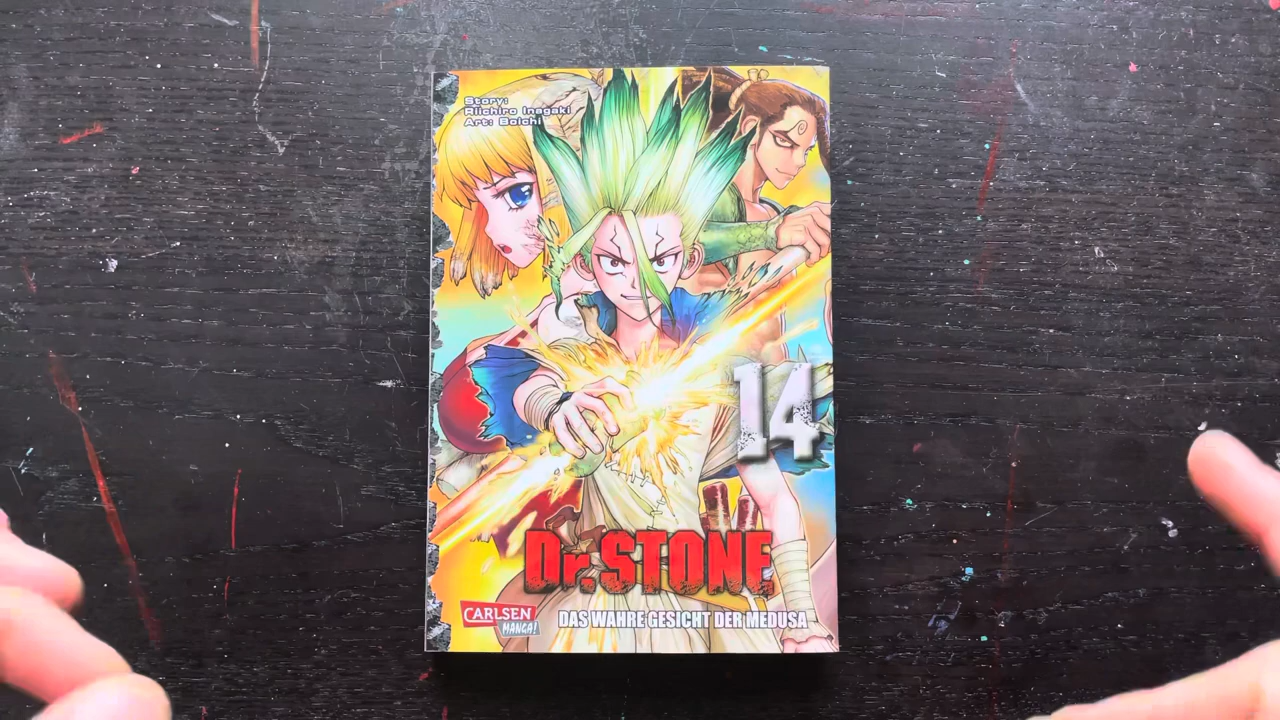 Story:
Riichiro Inagaki
Art: Boichi
14
Dr.STONE
CARLSEN
MANGA!
DAS WAHRE GESICHT DER MEDUSA